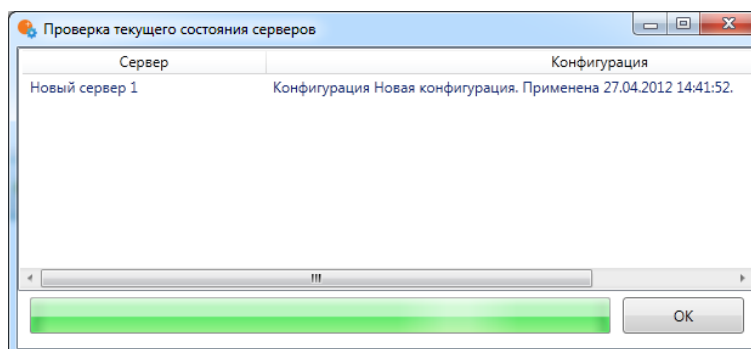 Проверка текущего состояния серверов
Сервер Конфигурация
Новый сервер 1 Конфигурация Новая конфигурация. Применена 27.04.2012 14:41:52.
OK